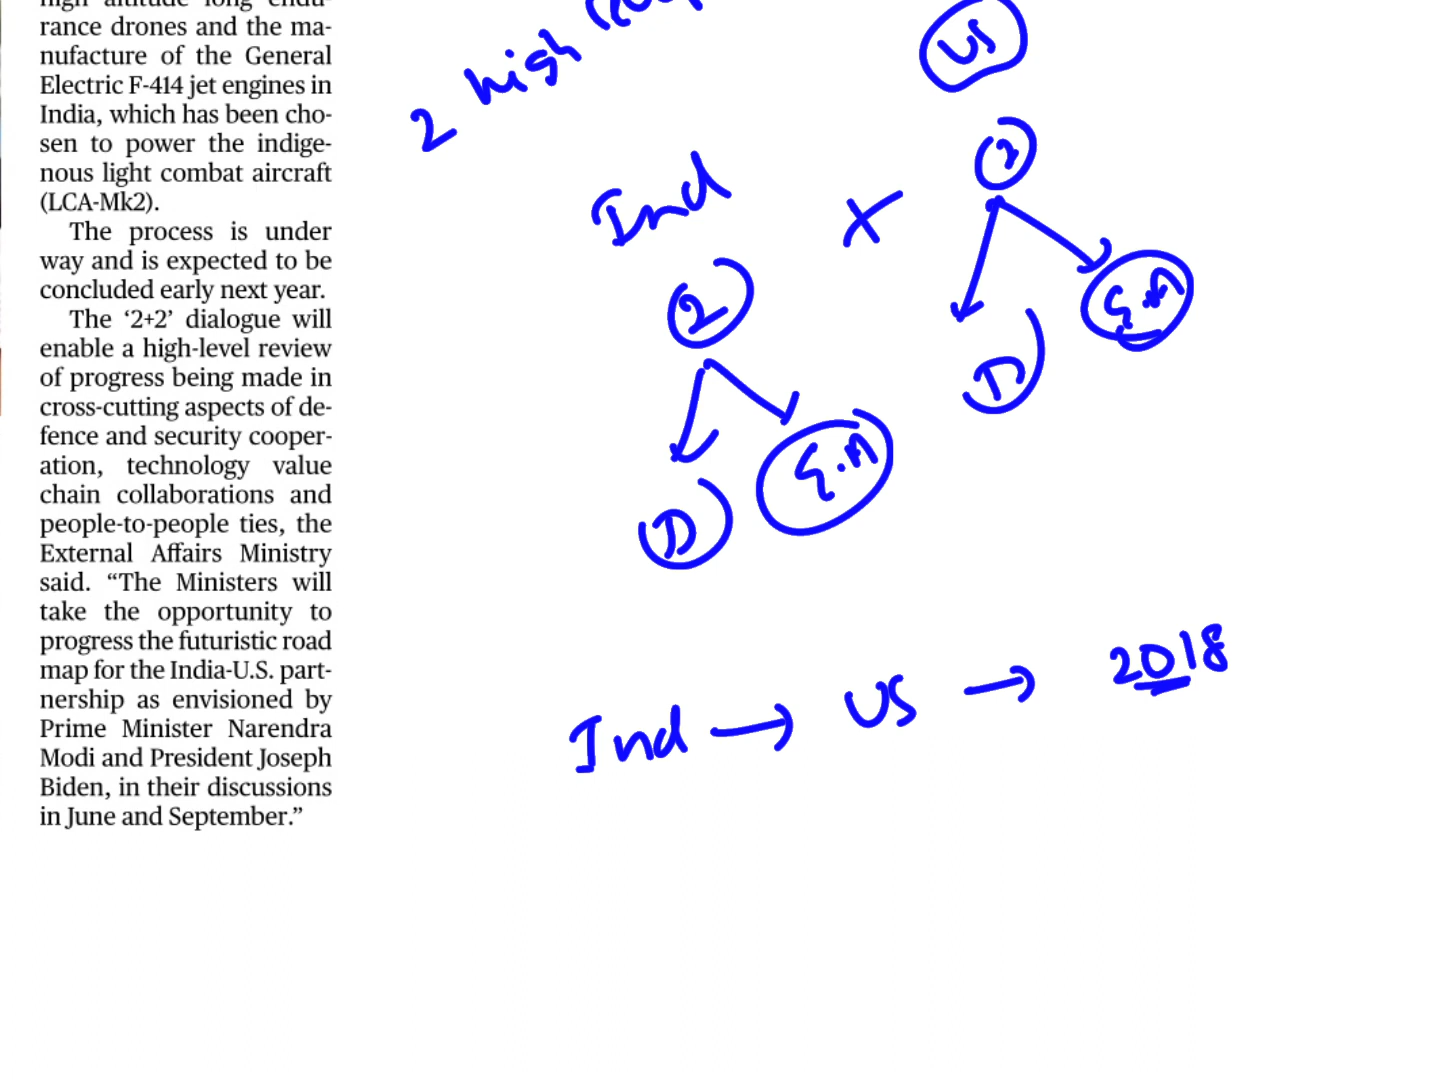 high altitude long endu-
rance drones and the ma-
nufacture of the General
Electric F-414 jet engines in
India, which has been cho-
sen to power the indige-
nous light combat aircraft
(LCA-Mk2).
The process is under
way and is expected to be
concluded early next year.
The ‘2+2’ dialogue will
enable a high-level review
of progress being made in
cross-cutting aspects of de-
fence and security cooper-
ation, technology value
chain collaborations and
people-to-people ties, the
External Affairs Ministry
said. “The Ministers will
take the opportunity to
progress the futuristic road
map for the India-U.S. part-
nership as envisioned by
Prime Minister Narendra
Modi and President Joseph
Biden, in their discussions
in June and September.”
2 high
US
Ind
2
2
D
E.A
D
E.A
Ind → US → 2018